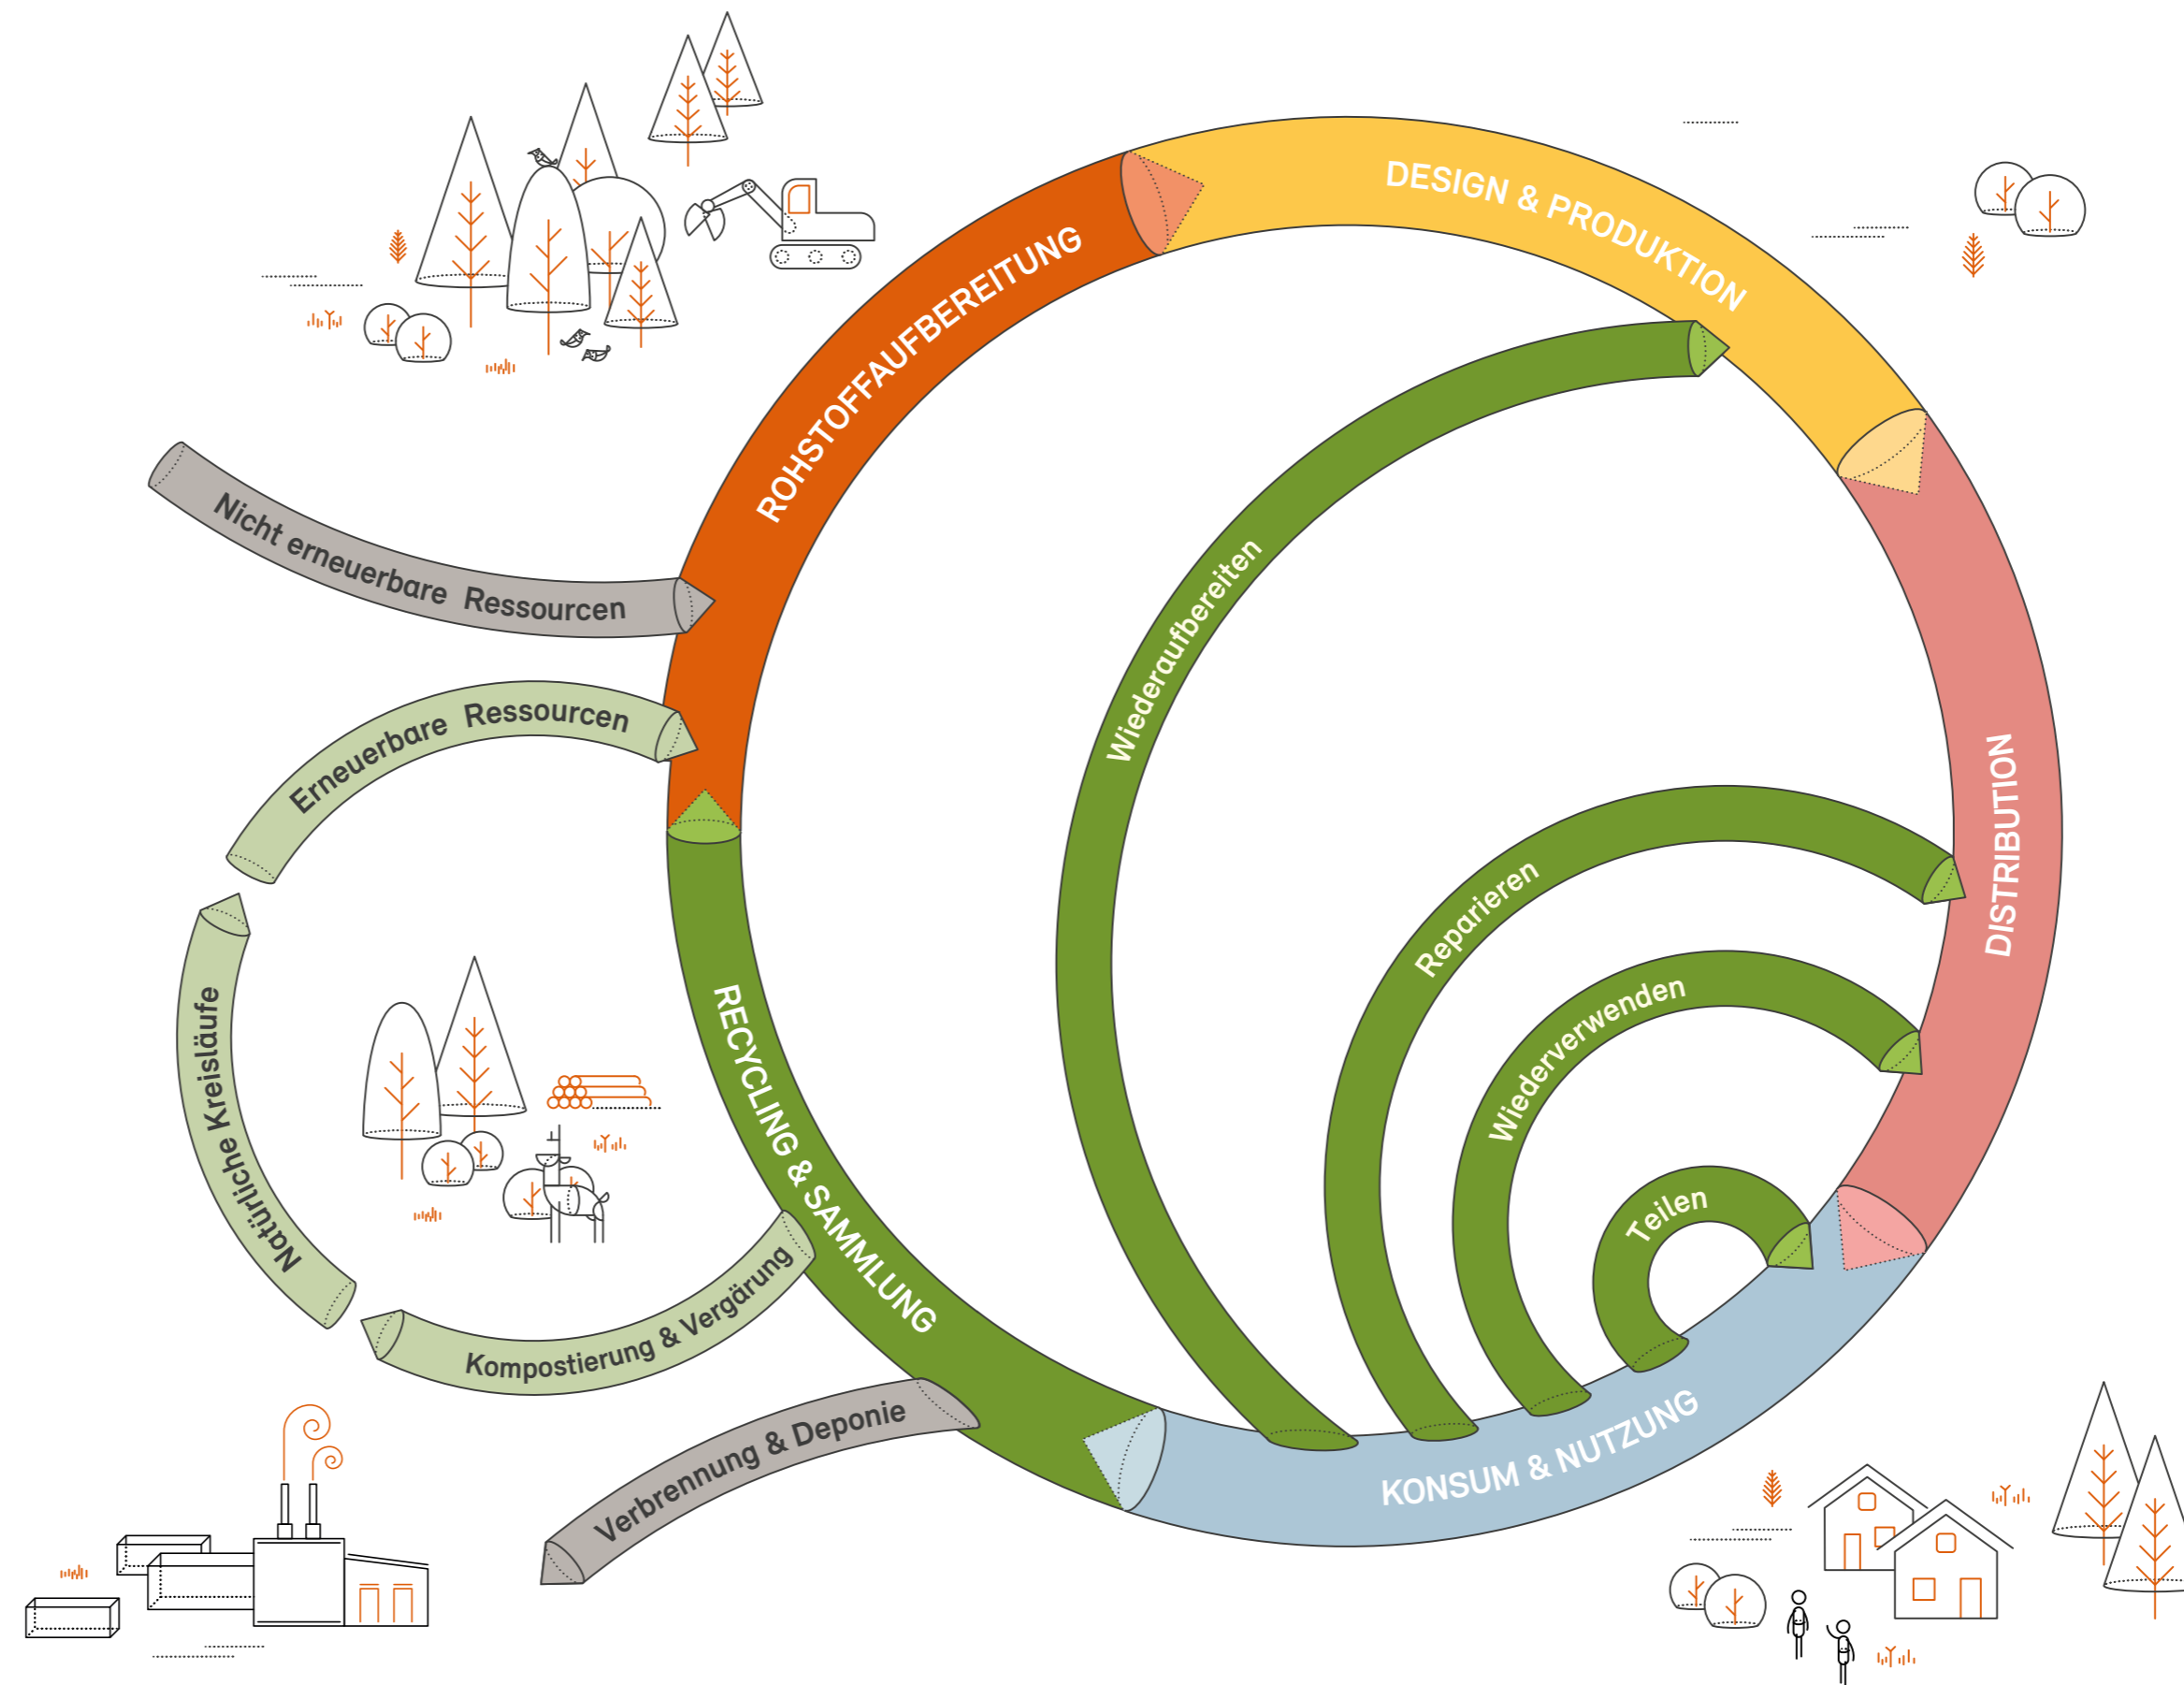 DESIGN & PRODUKTION
ROHSTOFFAUFBEREITUNG
Nicht erneuerbare Ressourcen
Erneuerbare Ressourcen
Wiederaufbereiten
DISTRIBUTION
Reparieren
Wiederverwenden
Teilen
Natürliche Kreisläufe
RECYCLING & SAMMLUNG
Kompostierung & Vergärung
Verbrennung & Deponie
KONSUM & NUTZUNG